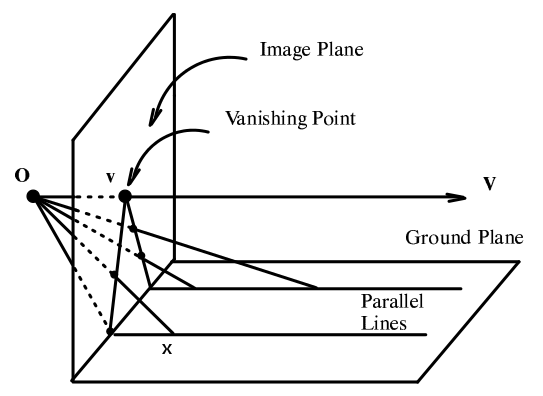 Image Plane
Vanishing Point
O
v
V
Ground Plane
Parallel
Lines
x